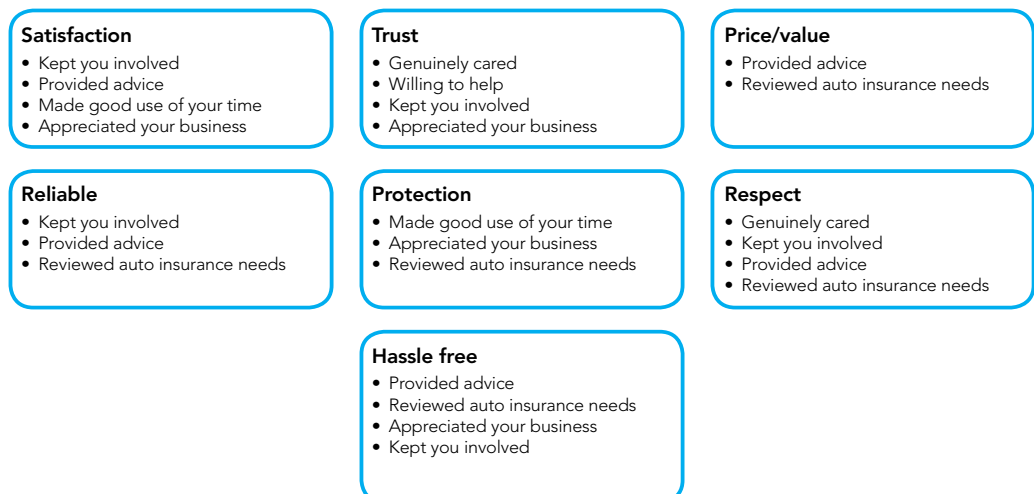 Satisfaction
• Kept you involved
• Provided advice
• Made good use of your time
• Appreciated your business
Trust
• Genuinely cared
• Willing to help
• Kept you involved
• Appreciated your business
Price/value
• Provided advice
• Reviewed auto insurance needs
Reliable
• Kept you involved
• Provided advice
• Reviewed auto insurance needs
Protection
• Made good use of your time
• Appreciated your business
• Reviewed auto insurance needs
Respect
• Genuinely cared
• Kept you involved
• Provided advice
• Reviewed auto insurance needs
Hassle free
• Provided advice
• Reviewed auto insurance needs
• Appreciated your business
• Kept you involved